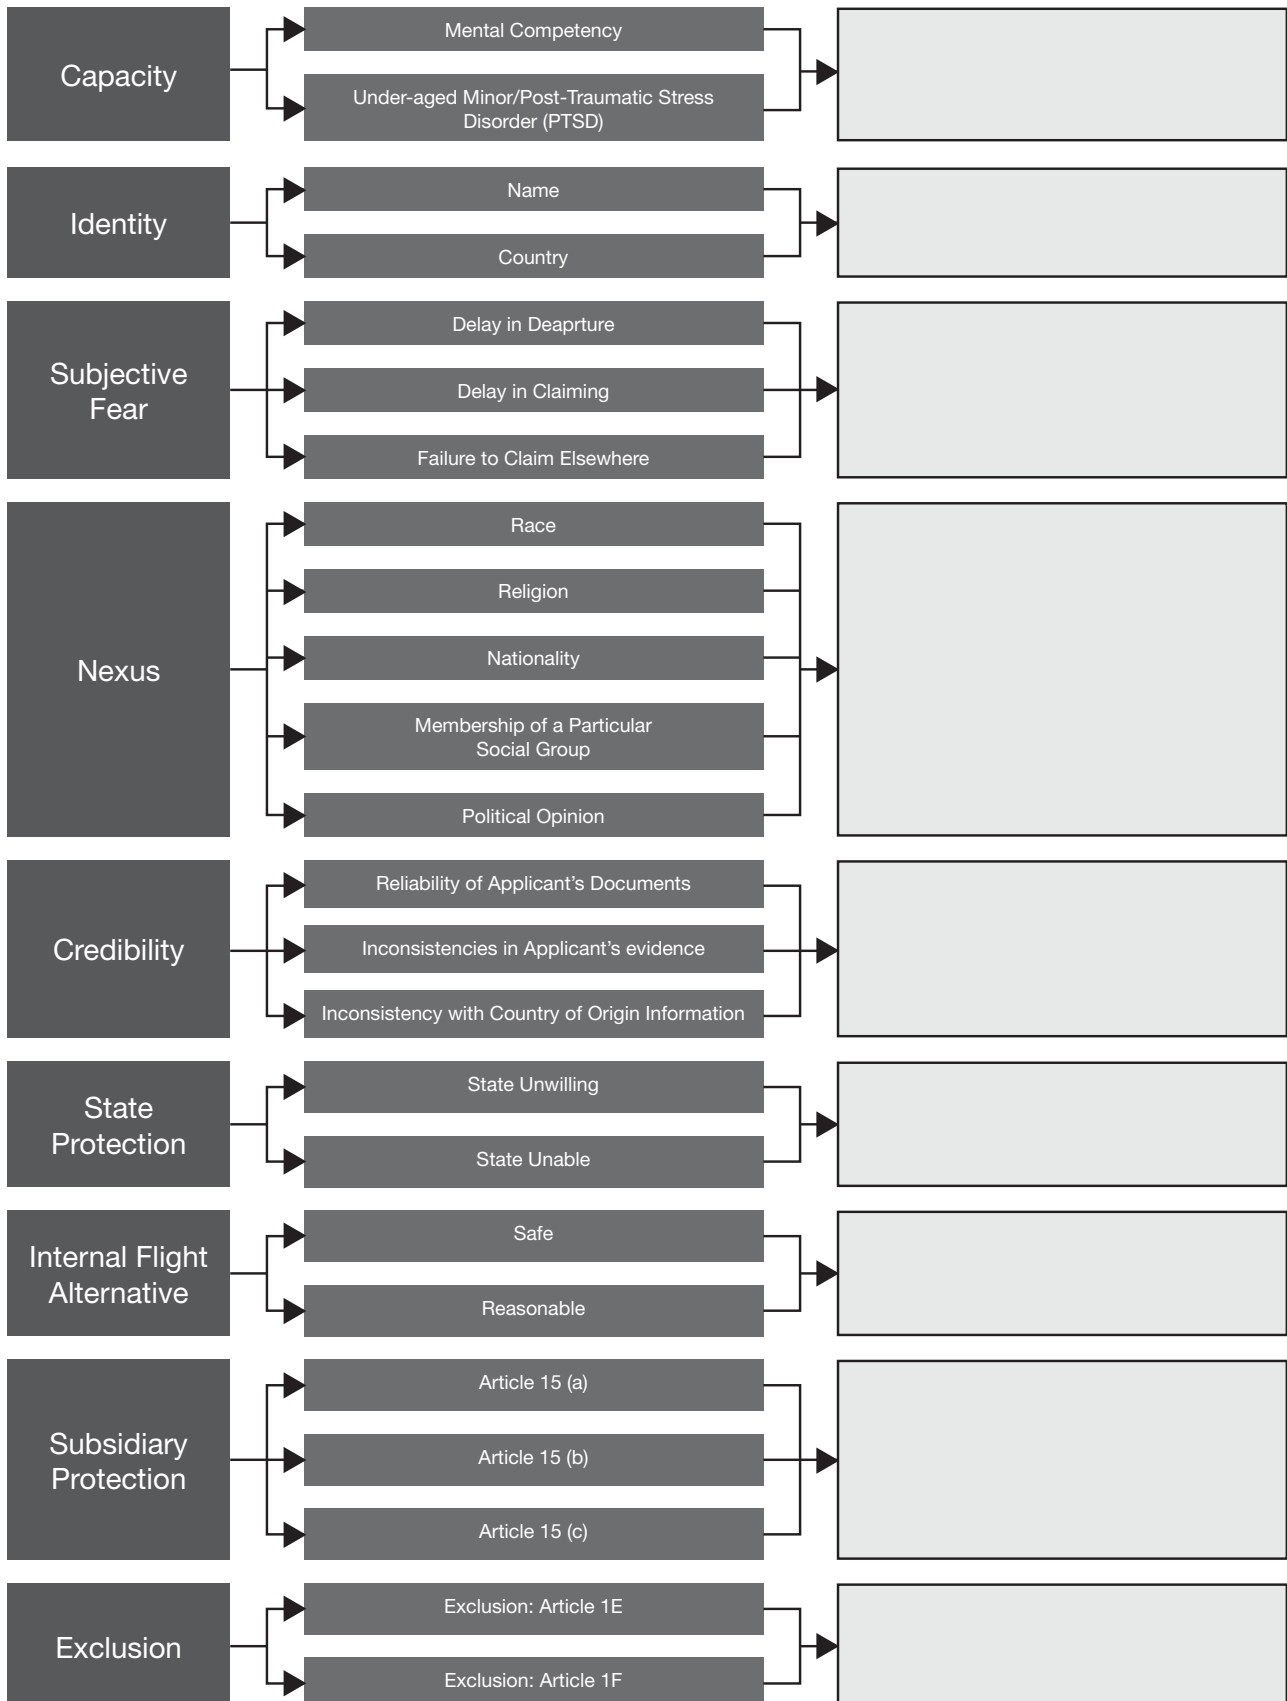 Capacity
Mental Competency
Under-aged Minor/Post-Traumatic Stress
Disorder (PTSD)
Identity
Name
Country
Subjective
Fear
Delay in Deaprture
Delay in Claiming
Failure to Claim Elsewhere
Nexus
Race
Religion
Nationality
Membership of a Particular
Social Group
Political Opinion
Credibility
Reliability of Applicant’s Documents
Inconsistencies in Applicant’s evidence
Inconsistency with Country of Origin Information
State
Protection
State Unwilling
State Unable
Internal Flight
Alternative
Safe
Reasonable
Subsidiary
Protection
Article 15 (a)
Article 15 (b)
Article 15 (c)
Exclusion
Exclusion: Article 1E
Exclusion: Article 1F